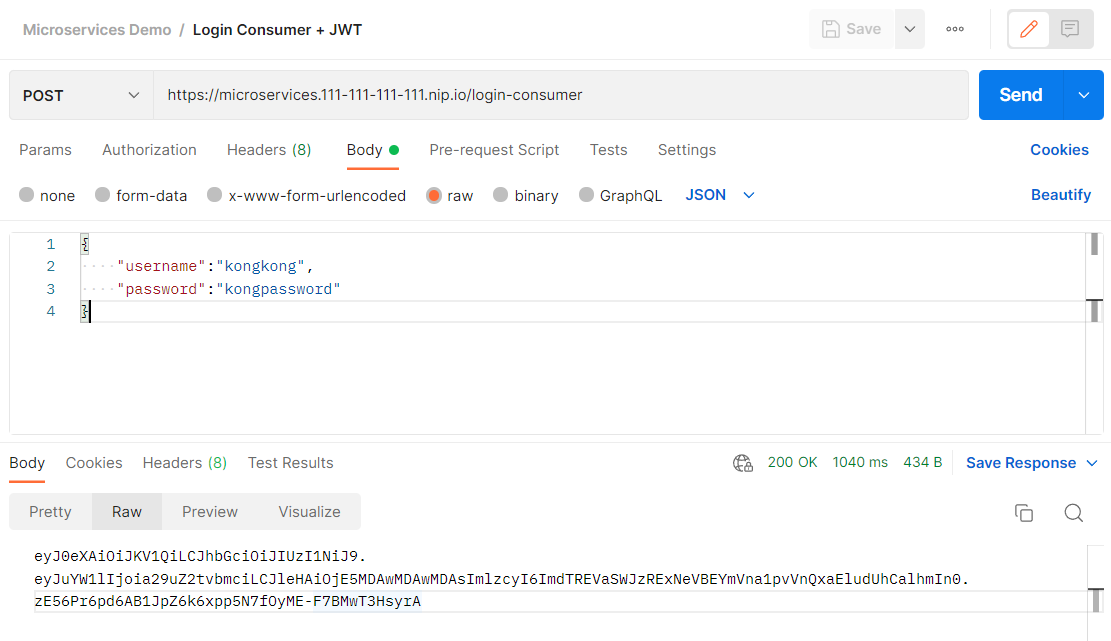 Microservices Demo / Login Consumer + JWT
Save
POST https://microservices.111-111-111-111.nip.io/login-consumer Send
Params Authorization Headers (8) Body Pre-request Script Tests Settings Cookies
none form-data x-www-form-urlencoded raw binary GraphQL JSON Beautify
1 {
2 ····"username":"kongkong",
3 ····"password":"kongpassword"
4 }
Body Cookies Headers (8) Test Results 200 OK 1040 ms 434 B Save Response
Pretty Raw Preview Visualize
eyJ0eXAiOiJKV1QiLCJhbGciOiJIUzI1NiJ9.
eyJuYW1lIjoia29uZ2tvbmciLCJleHAiOjE5MDAwMDAwMDAsImlzcyI6ImdTREVaSWJzRExNeVBEYmVna1pvVnQxaEludUhCalhmIn0.
zE56Pr6pd6AB1JpZ6k6xpp5N7fOyME-F7BMwT3HsyrA